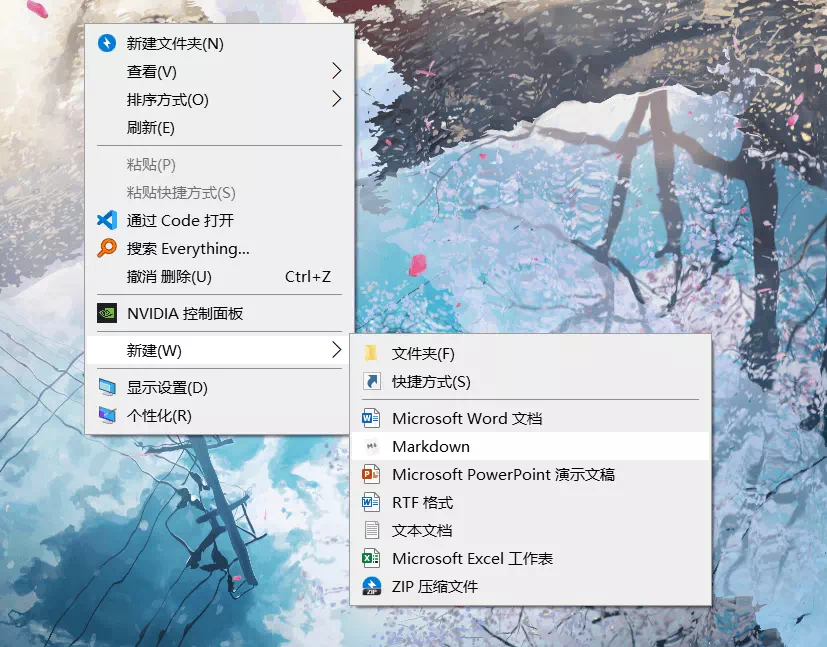 新建文件夹(N)
查看(V)
排序方式(O)
刷新(E)
粘贴(P)
粘贴快捷方式(S)
通过 Code 打开
搜索 Everything...
撤消 删除(U) Ctrl+Z
NVIDIA 控制面板
新建(W)
显示设置(D)
个性化(R)
文件夹(F)
快捷方式(S)
Microsoft Word 文档
Markdown
Microsoft PowerPoint 演示文稿
RTF 格式
文本文档
Microsoft Excel 工作表
ZIP 压缩文件